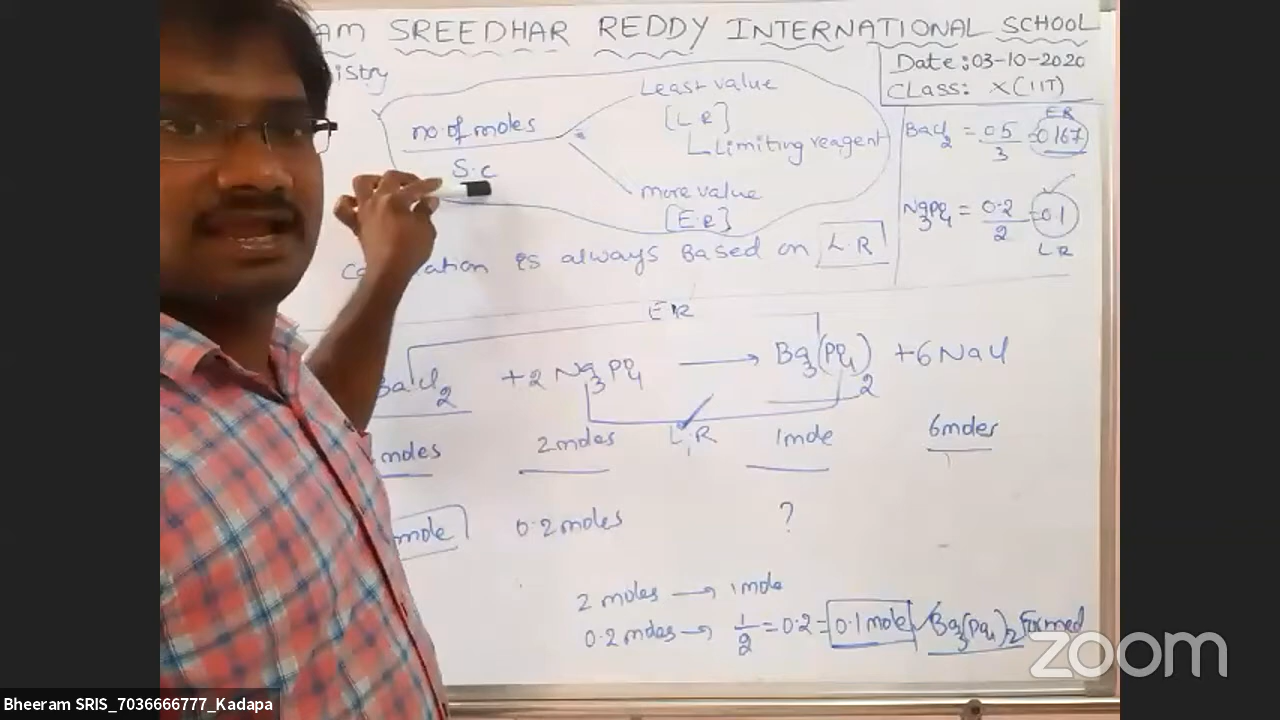 AM SREEDHAR REDDY INTERNATIONAL SCHOOL
istry
Date: 03-10-2020
CLASS: X(IIT)
no. of moles
S.C
Least value
[L R]
Limiting reagent
more value
[E.R]
BaCl2 = 0.5/3 = 0.167
ER
Na3PO4 = 0.2/2 = 0.1
LR
ation is always Based on L.R
ER
BaCl2 + 2 Na3PO4 → Ba3(PO4)2 + 6 NaCl
L.R
moles 2 moles 1 mole 6 moles
mole 0.2 moles ?
2 moles → 1 mole
0.2 moles → 1/2 = 0.2 = 0.1 mole Ba3(PO4)2 Formed
zoom
Bheeram SRIS_7036666777_Kadapa